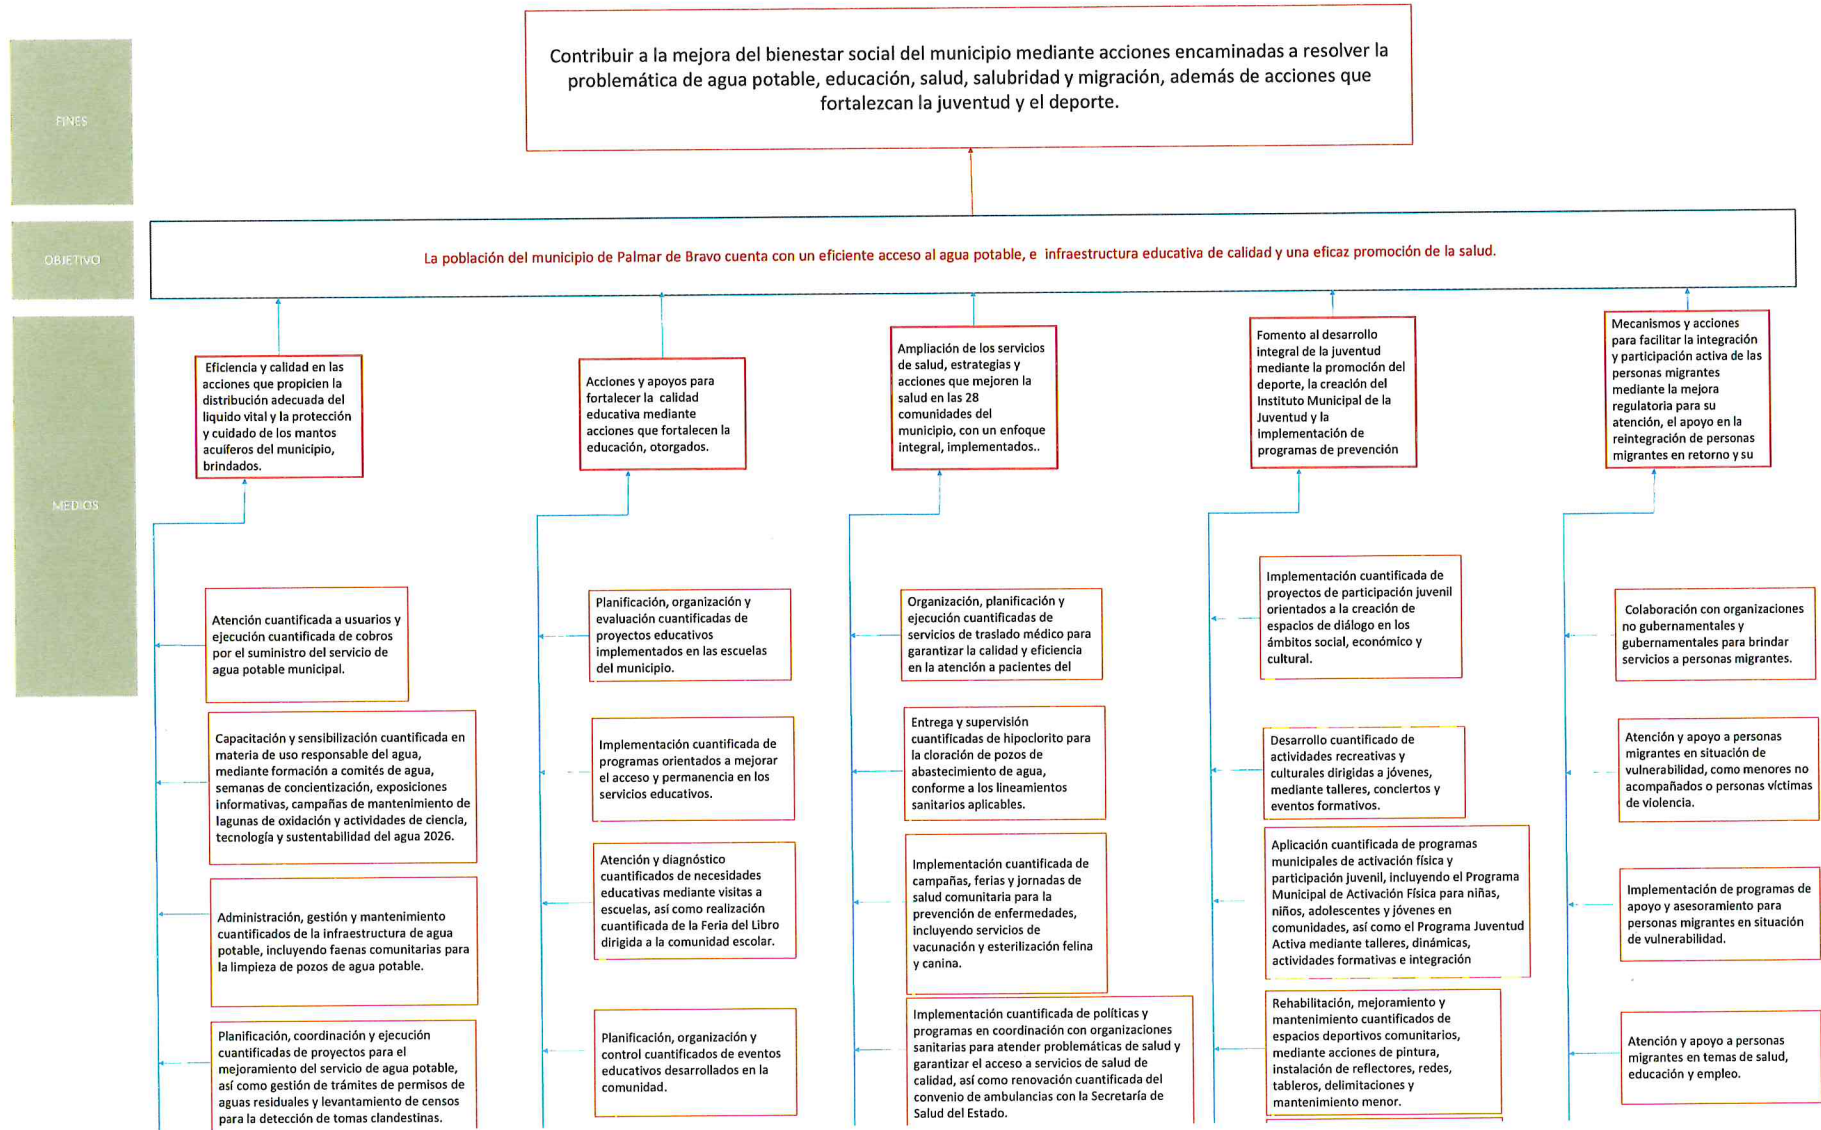 FINES
Contribuir a la mejora del bienestar social del municipio mediante acciones encaminadas a resolver la
problemática de agua potable, educación, salud, salubridad y migración, además de acciones que
fortalezcan la juventud y el deporte.
OBJETIVO
La población del municipio de Palmar de Bravo cuenta con un eficiente acceso al agua potable, e infraestructura educativa de calidad y una eficaz promoción de la salud.
MEDIOS
Eficiencia y calidad en las
acciones que propicien la
distribución adecuada del
liquido vital y la protección
y cuidado de los mantos
acuíferos del municipio,
brindados.
Acciones y apoyos para
fortalecer la calidad
educativa mediante
acciones que fortalecen la
educación, otorgados.
Ampliación de los servicios
de salud, estrategias y
acciones que mejoren la
salud en las 28
comunidades del
municipio, con un enfoque
integral, implementados..
Fomento al desarrollo
integral de la juventud
mediante la promoción del
deporte, la creación del
Instituto Municipal de la
Juventud y la
implementación de
programas de prevención
Mecanismos y acciones
para facilitar la integración
y participación activa de las
personas migrantes
mediante la mejora
regulatoria para su
atención, el apoyo en la
reintegración de personas
migrantes en retorno y su
Atención cuantificada a usuarios y
ejecución cuantificada de cobros
por el suministro del servicio de
agua potable municipal.
Capacitación y sensibilización cuantificada en
materia de uso responsable del agua,
mediante formación a comités de agua,
semanas de concientización, exposiciones
informativas, campañas de mantenimiento de
lagunas de oxidación y actividades de ciencia,
tecnología y sustentabilidad del agua 2026.
Administración, gestión y mantenimiento
cuantificados de la infraestructura de agua
potable, incluyendo faenas comunitarias para
la limpieza de pozos de agua potable.
Planificación, coordinación y ejecución
cuantificadas de proyectos para el
mejoramiento del servicio de agua potable,
así como gestión de trámites de permisos de
aguas residuales y levantamiento de censos
para la detección de tomas clandestinas.
Planificación, organización y
evaluación cuantificadas de
proyectos educativos
implementados en las escuelas
del municipio.
Implementación cuantificada de
programas orientados a mejorar
el acceso y permanencia en los
servicios educativos.
Atención y diagnóstico
cuantificados de necesidades
educativas mediante visitas a
escuelas, así como realización
cuantificada de la Feria del Libro
dirigida a la comunidad escolar.
Planificación, organización y
control cuantificados de eventos
educativos desarrollados en la
comunidad.
Organización, planificación y
ejecución cuantificadas de
servicios de traslado médico para
garantizar la calidad y eficiencia
en la atención a pacientes del
Entrega y supervisión
cuantificadas de hipoclorito para
la cloración de pozos de
abastecimiento de agua,
conforme a los lineamientos
sanitarios aplicables.
Implementación cuantificada de
campañas, ferias y jornadas de
salud comunitaria para la
prevención de enfermedades,
incluyendo servicios de
vacunación y esterilización felina
y canina.
Implementación cuantificada de políticas y
programas en coordinación con organizaciones
sanitarias para atender problemáticas de salud y
garantizar el acceso a servicios de salud de
calidad, así como renovación cuantificada del
convenio de ambulancias con la Secretaría de
Salud del Estado.
Implementación cuantificada de
proyectos de participación juvenil
orientados a la creación de
espacios de diálogo en los
ámbitos social, económico y
cultural.
Desarrollo cuantificado de
actividades recreativas y
culturales dirigidas a jóvenes,
mediante talleres, conciertos y
eventos formativos.
Aplicación cuantificada de programas
municipales de activación física y
participación juvenil, incluyendo el Programa
Municipal de Activación Física para niñas,
niños, adolescentes y jóvenes en
comunidades, así como el Programa Juventud
Activa mediante talleres, dinámicas,
actividades formativas e integración
Rehabilitación, mejoramiento y
mantenimiento cuantificados de
espacios deportivos comunitarios,
mediante acciones de pintura,
instalación de reflectores, redes,
tableros, delimitaciones y
mantenimiento menor.
Colaboración con organizaciones
no gubernamentales y
gubernamentales para brindar
servicios a personas migrantes.
Atención y apoyo a personas
migrantes en situación de
vulnerabilidad, como menores no
acompañados o personas víctimas
de violencia.
Implementación de programas de
apoyo y asesoramiento para
personas migrantes en situación
de vulnerabilidad.
Atención y apoyo a personas
migrantes en temas de salud,
educación y empleo.